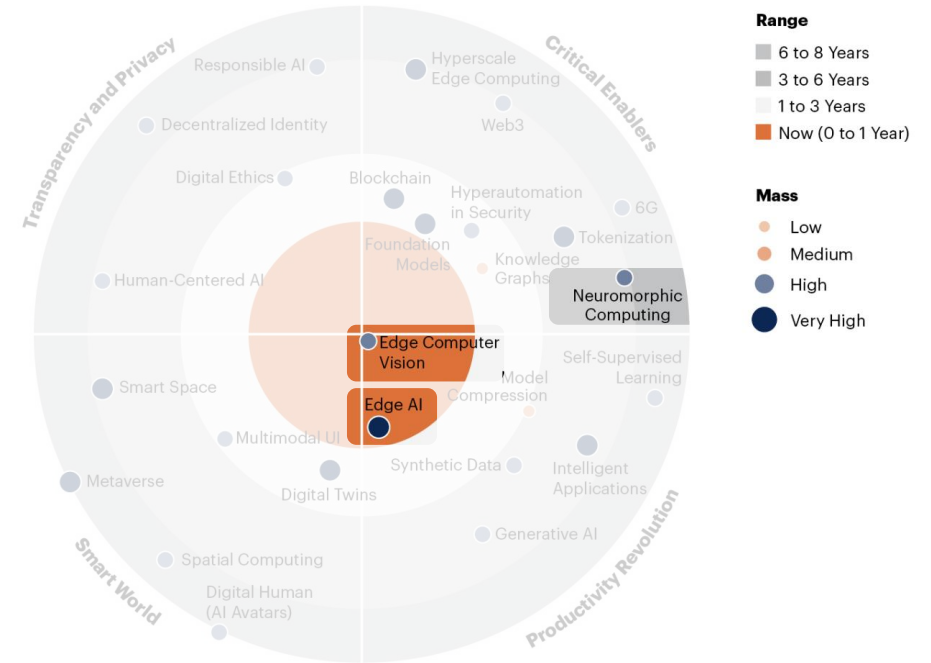 Transparency and Privacy
Critical Enablers
Responsible AI
Hyperscale
Edge Computing
Web3
Decentralized Identity
Digital Ethics
Blockchain
Hyperautomation
in Security
6G
Foundation
Models
Tokenization
Knowledge
Graphs
Human-Centered AI
Neuromorphic
Computing
Edge Computer
Vision
Self-Supervised
Learning
Model
Compression
Smart Space
Edge AI
Multimodal UI
Synthetic Data
Intelligent
Applications
Metaverse
Digital Twins
Generative AI
Spatial Computing
Digital Human
(AI Avatars)
Smart World
Productivity Revolution
Range
6 to 8 Years
3 to 6 Years
1 to 3 Years
Now (0 to 1 Year)
Mass
Low
Medium
High
Very High